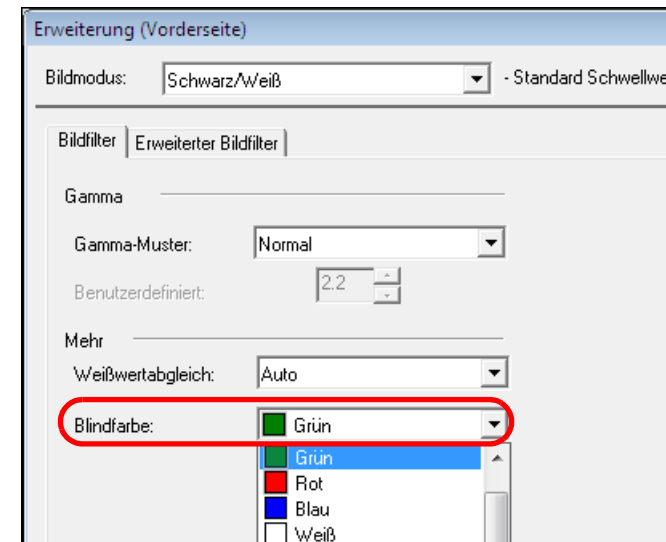 Erweiterung (Vorderseite)
Bildmodus: Schwarz/Weiß - Standard Schwellwe
Bildfilter Erweiterter Bildfilter
Gamma
Gamma-Muster: Normal
Benutzerdefiniert: 2.2
Mehr
Weißwertabgleich: Auto
Blindfarbe: Grün
Grün
Rot
Blau
Weiß